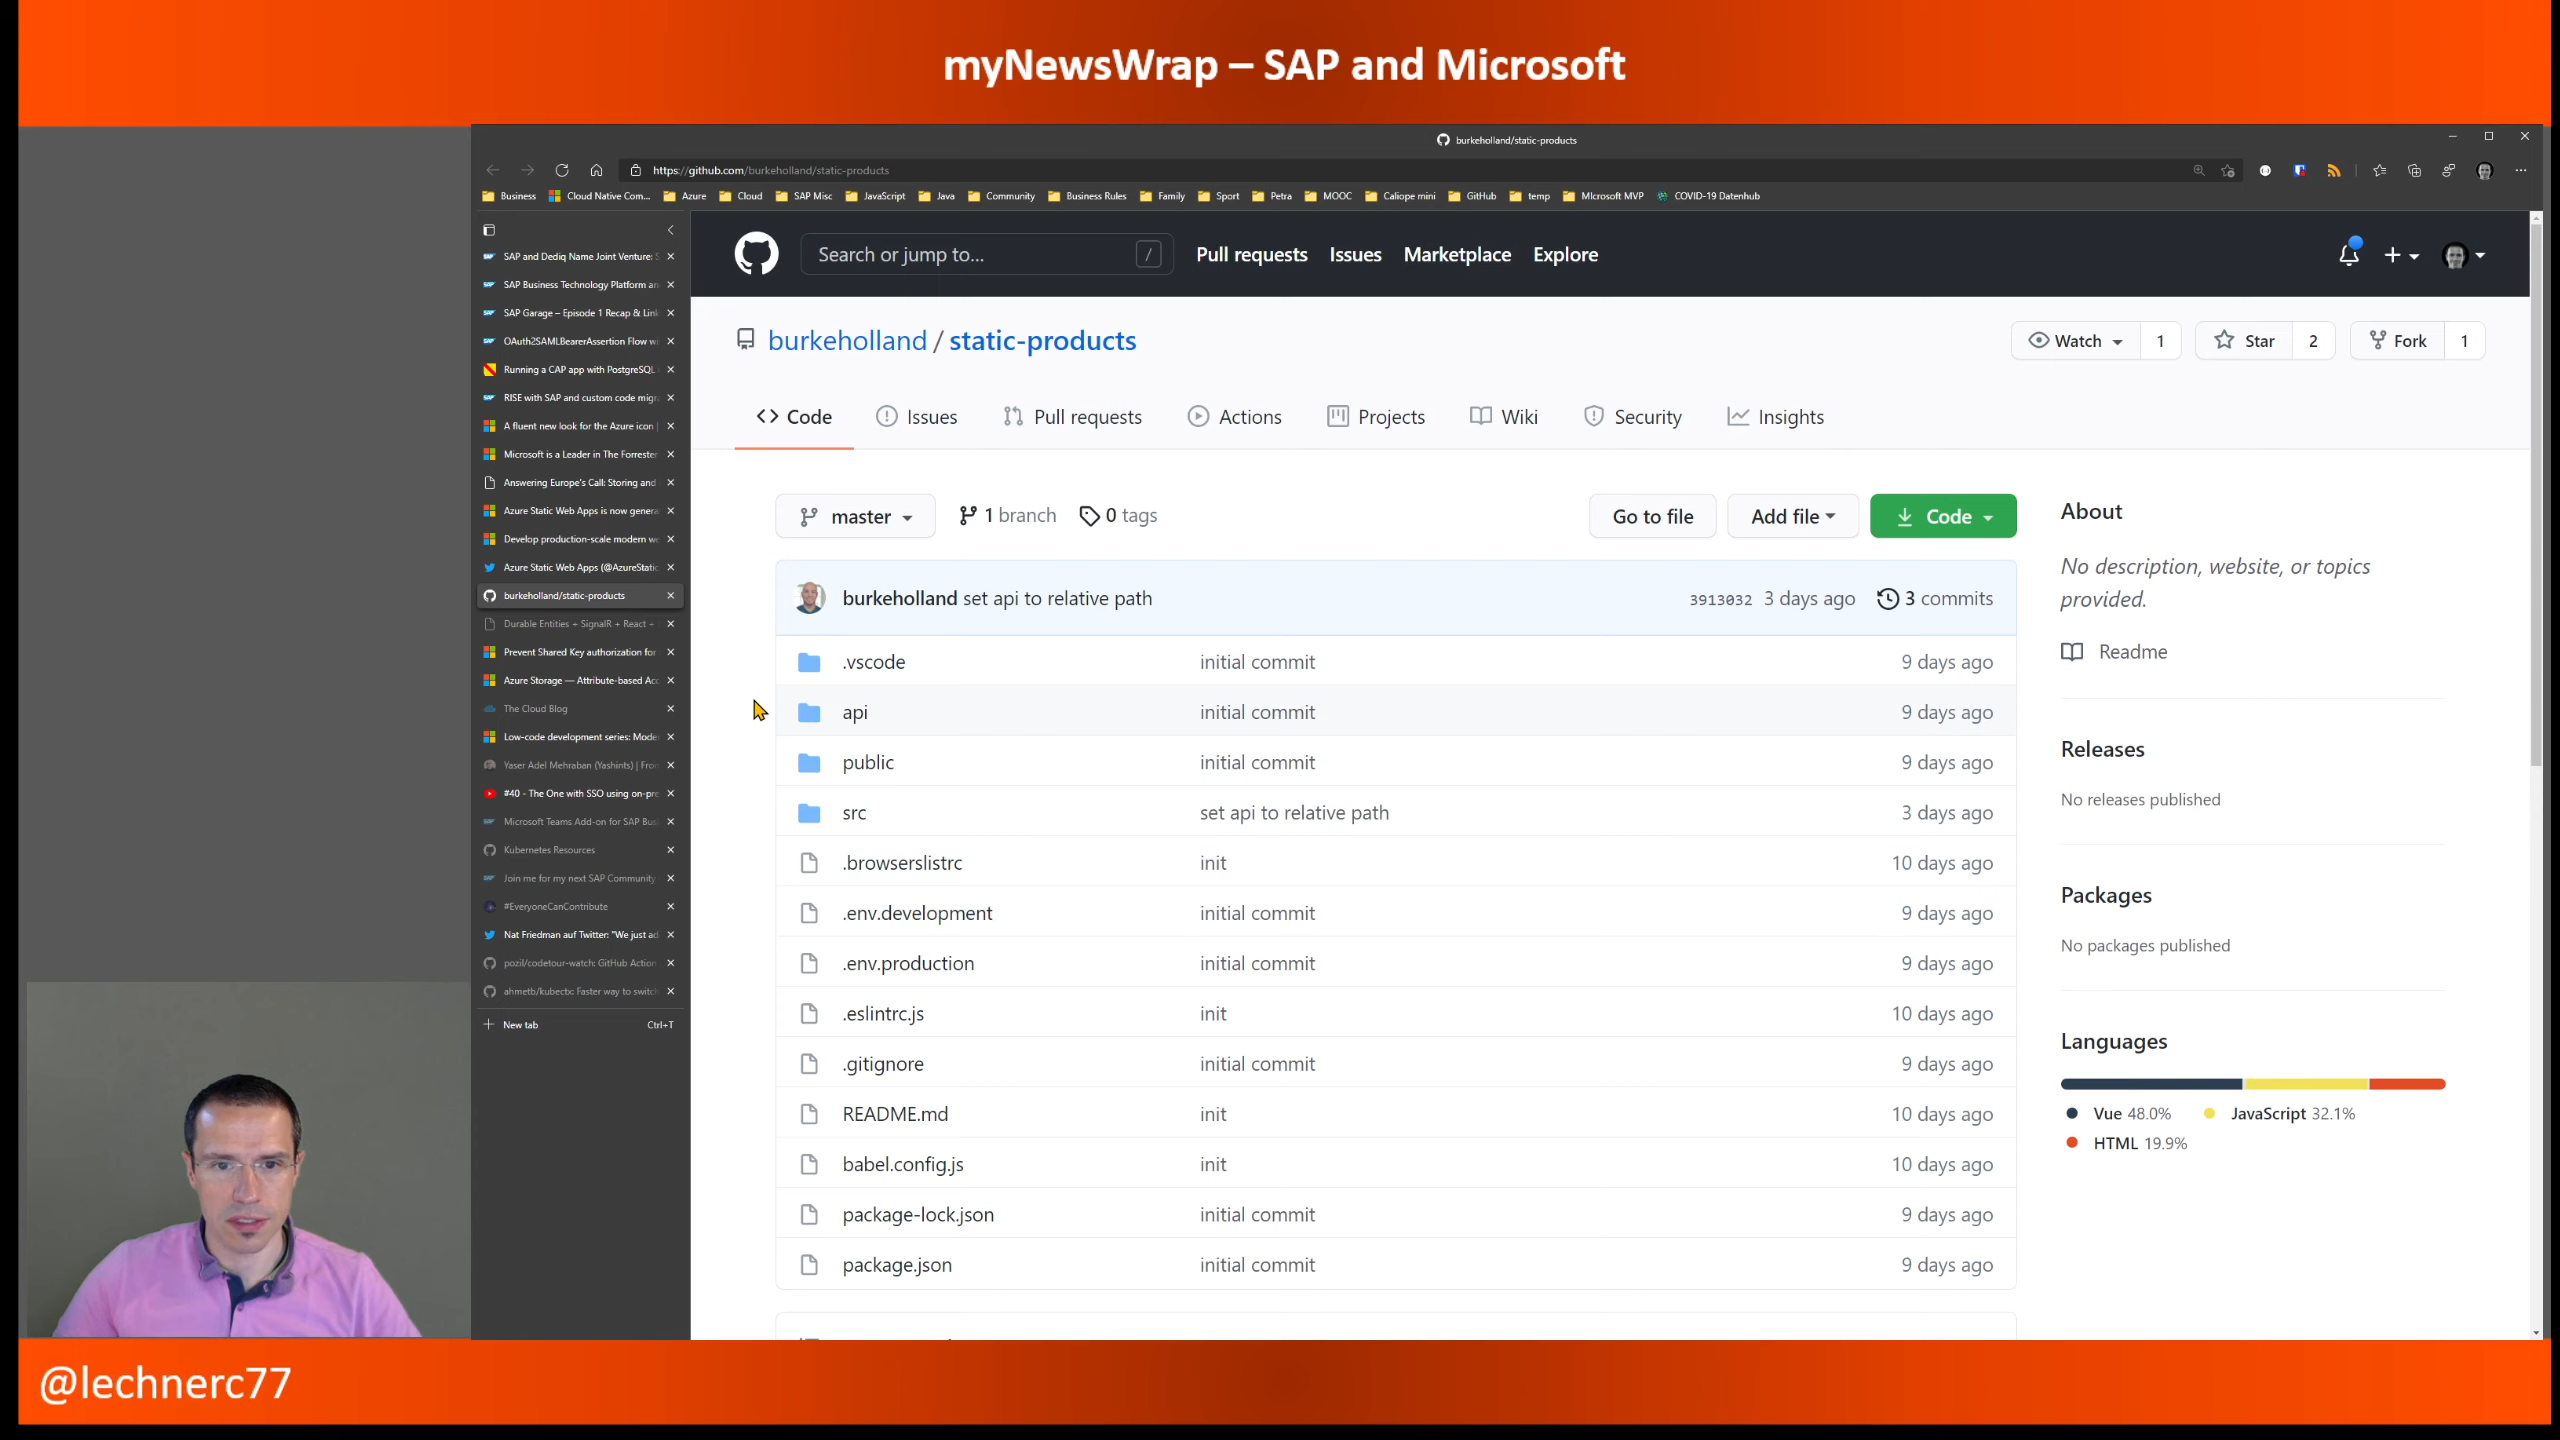 myNewsWrap – SAP and Microsoft
burkeholland/static-products
https://github.com/burkeholland/static-products
Business
Cloud Native Com...
Azure
Cloud
SAP Misc
JavaScript
Java
Community
Business Rules
Family
Sport
Petra
MOOC
Caliope mini
GitHub
temp
MIcrosoft MVP
COVID-19 Datenhub
SAP and Dediq Name Joint Venture:
SAP Business Technology Platform an
SAP Garage – Episode 1 Recap & Lin
OAuth2SAMLBearerAssertion Flow w
Running a CAP app with PostgreSQL
RISE with SAP and custom code migr
A fluent new look for the Azure icon |
Microsoft is a Leader in The Forrester
Answering Europe's Call: Storing and
Azure Static Web Apps is now genera
Develop production-scale modern w
Azure Static Web Apps (@AzureStatic
burkeholland/static-products
Durable Entities + SignalR + React +
Prevent Shared Key authorization for
Azure Storage — Attribute-based Acc
The Cloud Blog
Low-code development series: Mode
Yaser Adel Mehraban (Yashints) | Fro
#40 - The One with SSO using on-pre
Microsoft Teams Add-on for SAP Bus
Kubernetes Resources
Join me for my next SAP Community
#EveryoneCanContribute
Nat Friedman auf Twitter: "We just ad
pozil/codetour-watch: GitHub Action
ahmetb/kubectx: Faster way to switc
New tab Ctrl+T
Search or jump to... /
Pull requests Issues Marketplace Explore
burkeholland / static-products
Watch 1
Star 2
Fork 1
Code
Issues
Pull requests
Actions
Projects
Wiki
Security
Insights
master
1 branch
0 tags
Go to file
Add file
Code
burkeholland set api to relative path 3913032 3 days ago 3 commits
.vscode initial commit 9 days ago
api initial commit 9 days ago
public initial commit 9 days ago
src set api to relative path 3 days ago
.browserslistrc init 10 days ago
.env.development initial commit 9 days ago
.env.production initial commit 9 days ago
.eslintrc.js init 10 days ago
.gitignore initial commit 9 days ago
README.md init 10 days ago
babel.config.js init 10 days ago
package-lock.json initial commit 9 days ago
package.json initial commit 9 days ago
About
No description, website, or topics
provided.
Readme
Releases
No releases published
Packages
No packages published
Languages
Vue 48.0% JavaScript 32.1%
HTML 19.9%
@lechnerc77